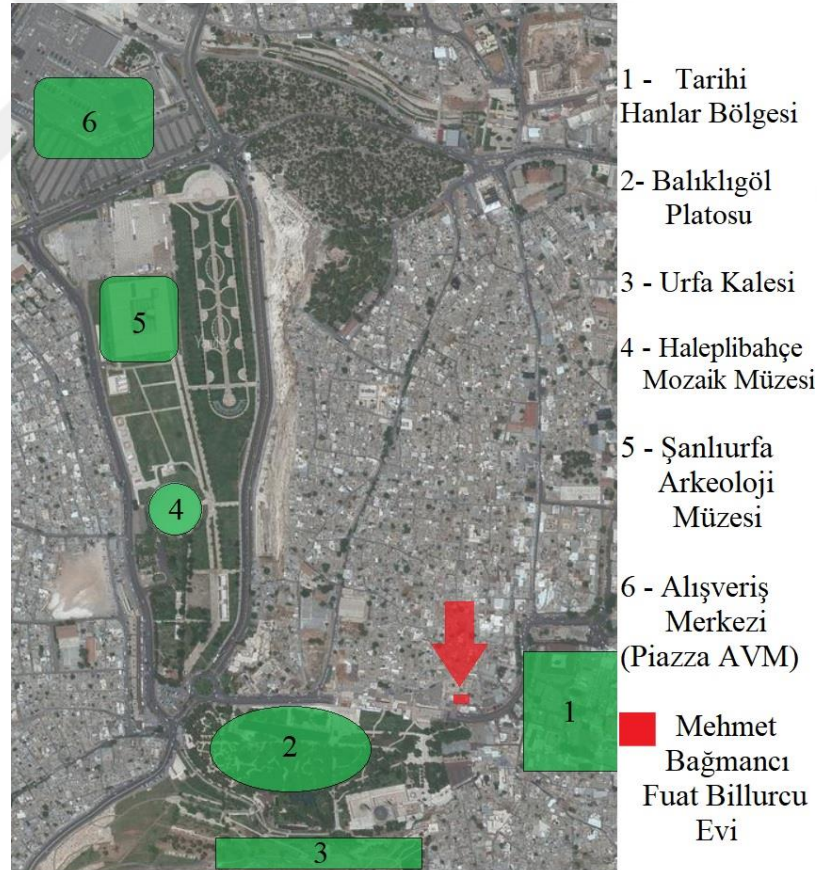 6
5
4
2
1
3
1 - Tarihi
Hanlar Bölgesi
2- Balıklıgöl
Platosu
3 - Urfa Kalesi
4 - Haleplibahçe
Mozaik Müzesi
5 - Şanlıurfa
Arkeoloji
Müzesi
6 - Alışveriş
Merkezi
(Piazza AVM)
Mehmet
Bağmancı
Fuat Billurcu
Evi